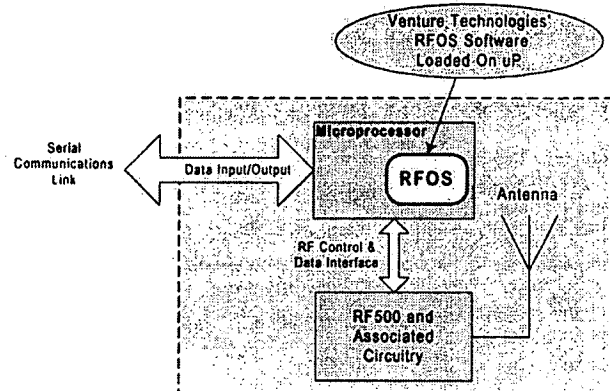 Venture Technologies'
RFOS Software
Loaded On uP
Microprocessor
Serial
Communications
Link
Data Input/Output
RFOS
Antenna
RF Control &
Data Interface
RF500 and
Associated
Circuitry